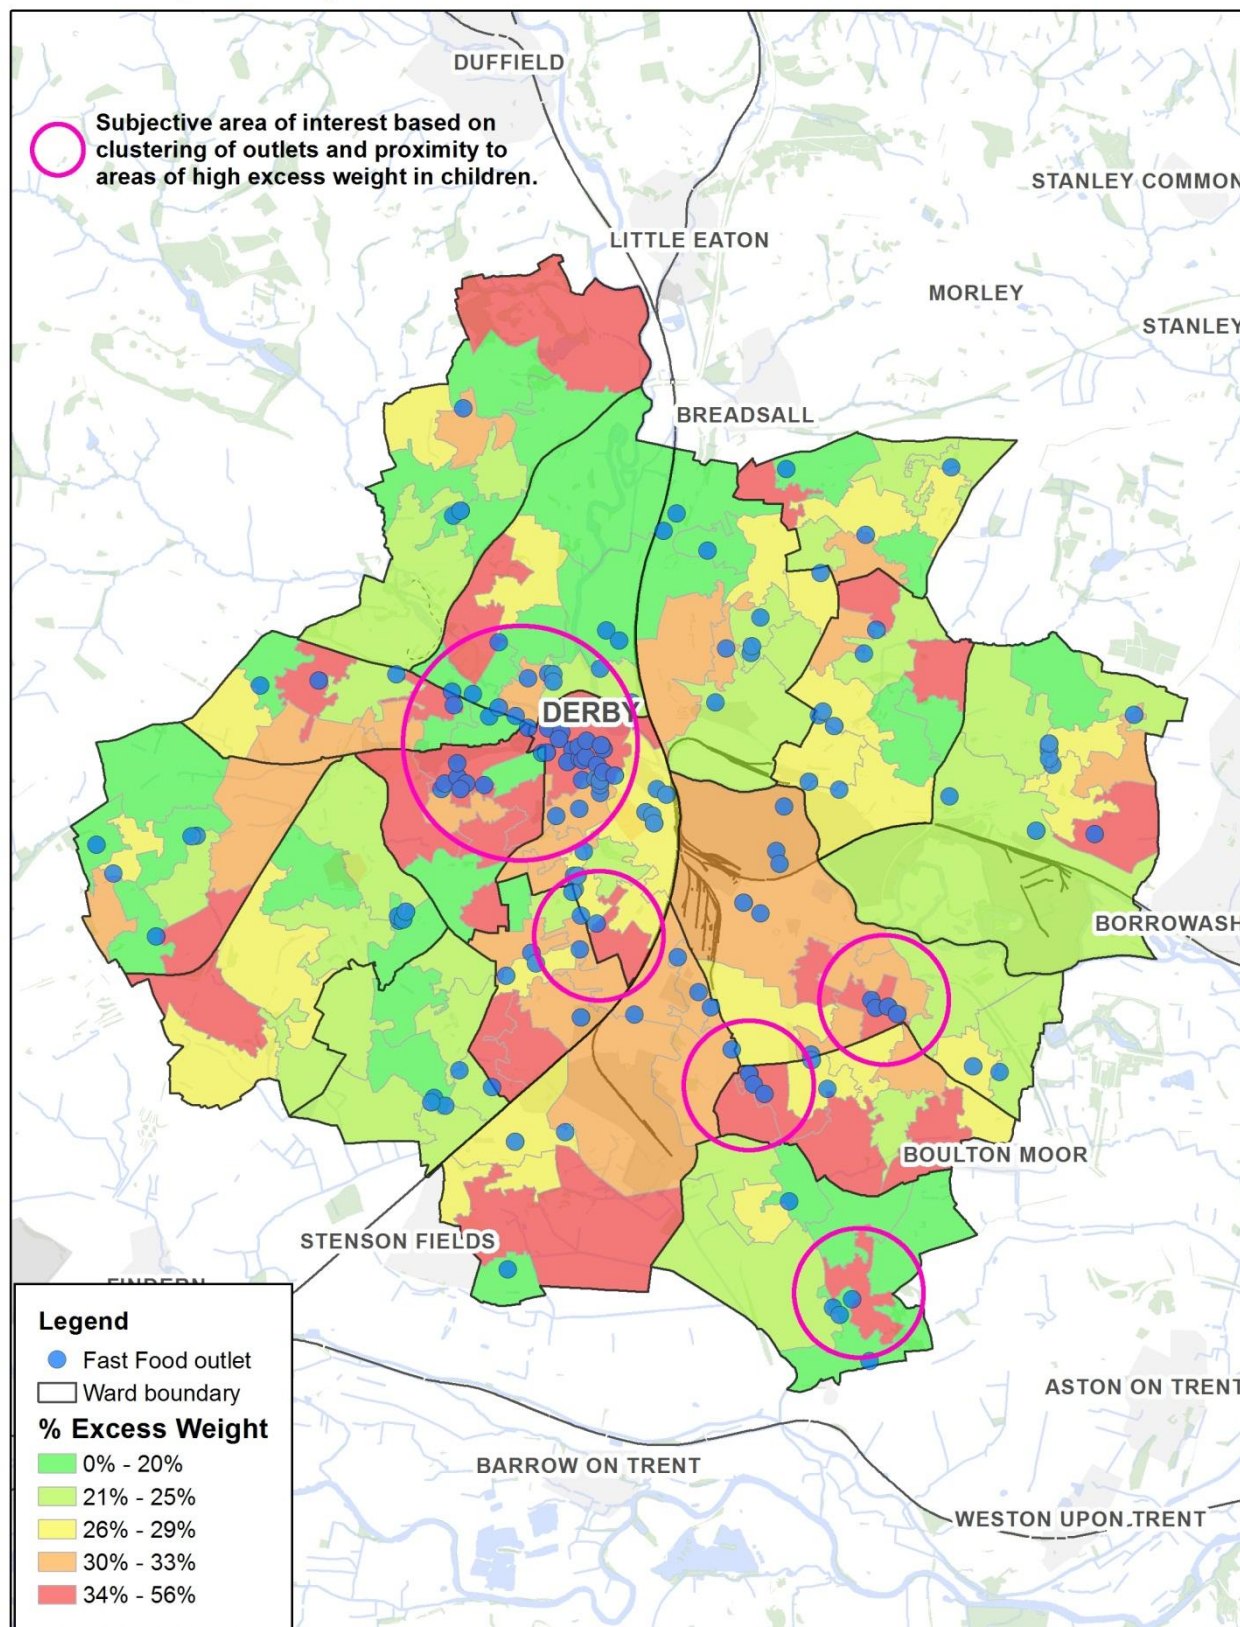 DUFFIELD
Subjective area of interest based on
clustering of outlets and proximity to
areas of high excess weight in children.
STANLEY COMMON
LITTLE EATON
MORLEY
STANLEY
BREADSALL
DERBY
BORROWASH
BOULTON MOOR
STENSON FIELDS
FINDERN
Legend
Fast Food outlet
Ward boundary
% Excess Weight
0% - 20%
21% - 25%
26% - 29%
30% - 33%
34% - 56%
ASTON ON TRENT
BARROW ON TRENT
WESTON UPON TRENT